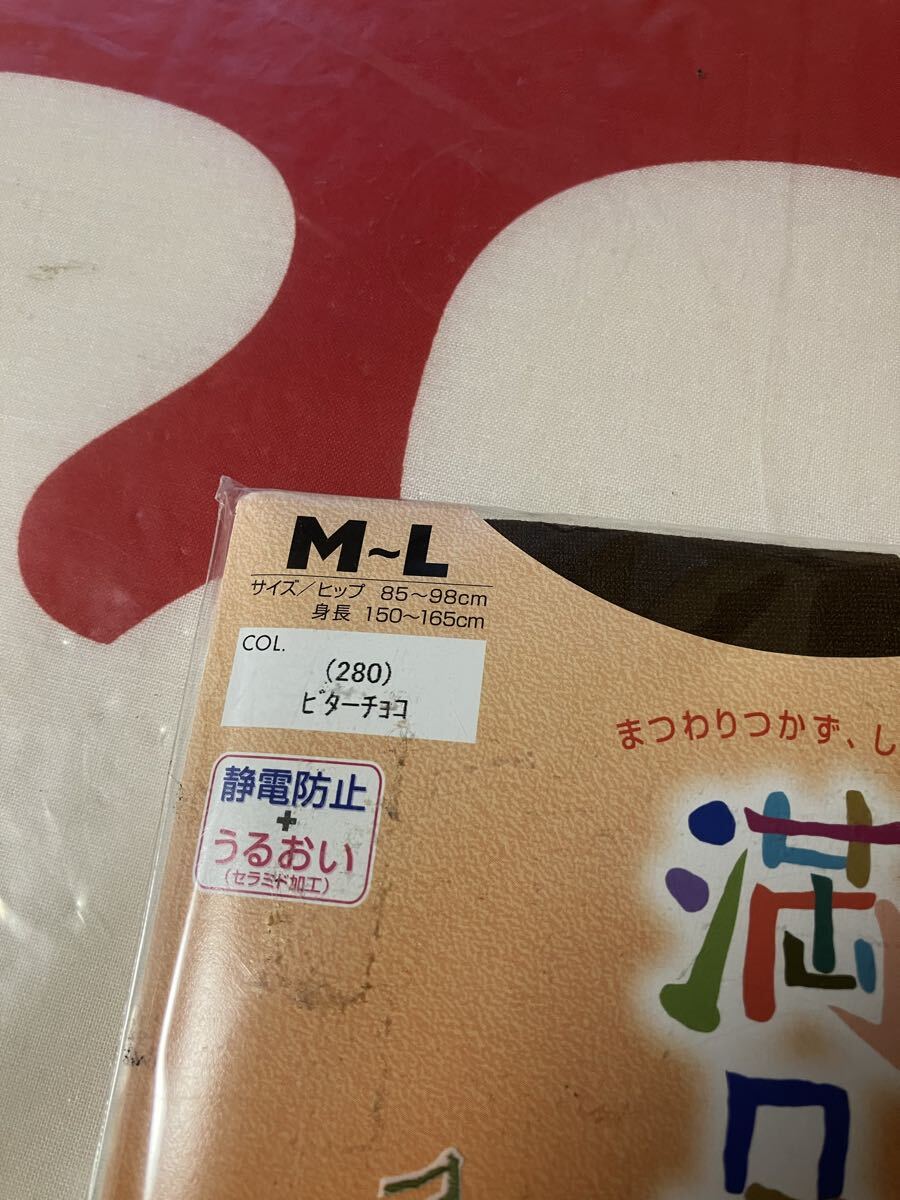 M~L
サイズ/ヒップ 85~98cm
身長 150~165cm
COL.
(280)
ビターチョコ
静電防止
+
うるおい
(セラミド加工)
まつわりつかず、し
満